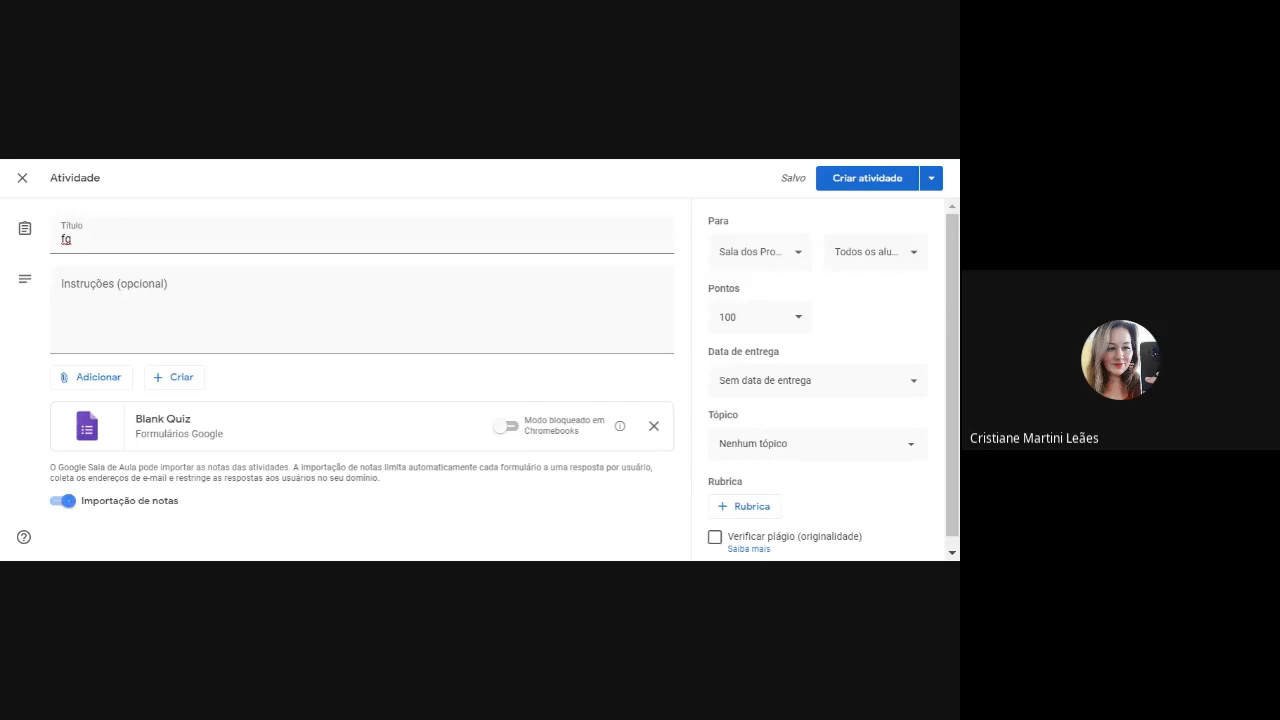 Atividade
Salvo
Criar atividade
Título
fg
Instruções (opcional)
Adicionar
Criar
Blank Quiz
Formulários Google
Modo bloqueado em
Chromebooks
O Google Sala de Aula pode importar as notas das atividades. A importação de notas limita automaticamente cada formulário a uma resposta por usuário,
coleta os endereços de e-mail e restringe as respostas aos usuários no seu domínio.
Importação de notas
Para
Sala dos Pro...
Todos os alu...
Pontos
100
Data de entrega
Sem data de entrega
Tópico
Nenhum tópico
Rubrica
+ Rubrica
Verificar plágio (originalidade)
Saiba mais
Cristiane Martini Leães